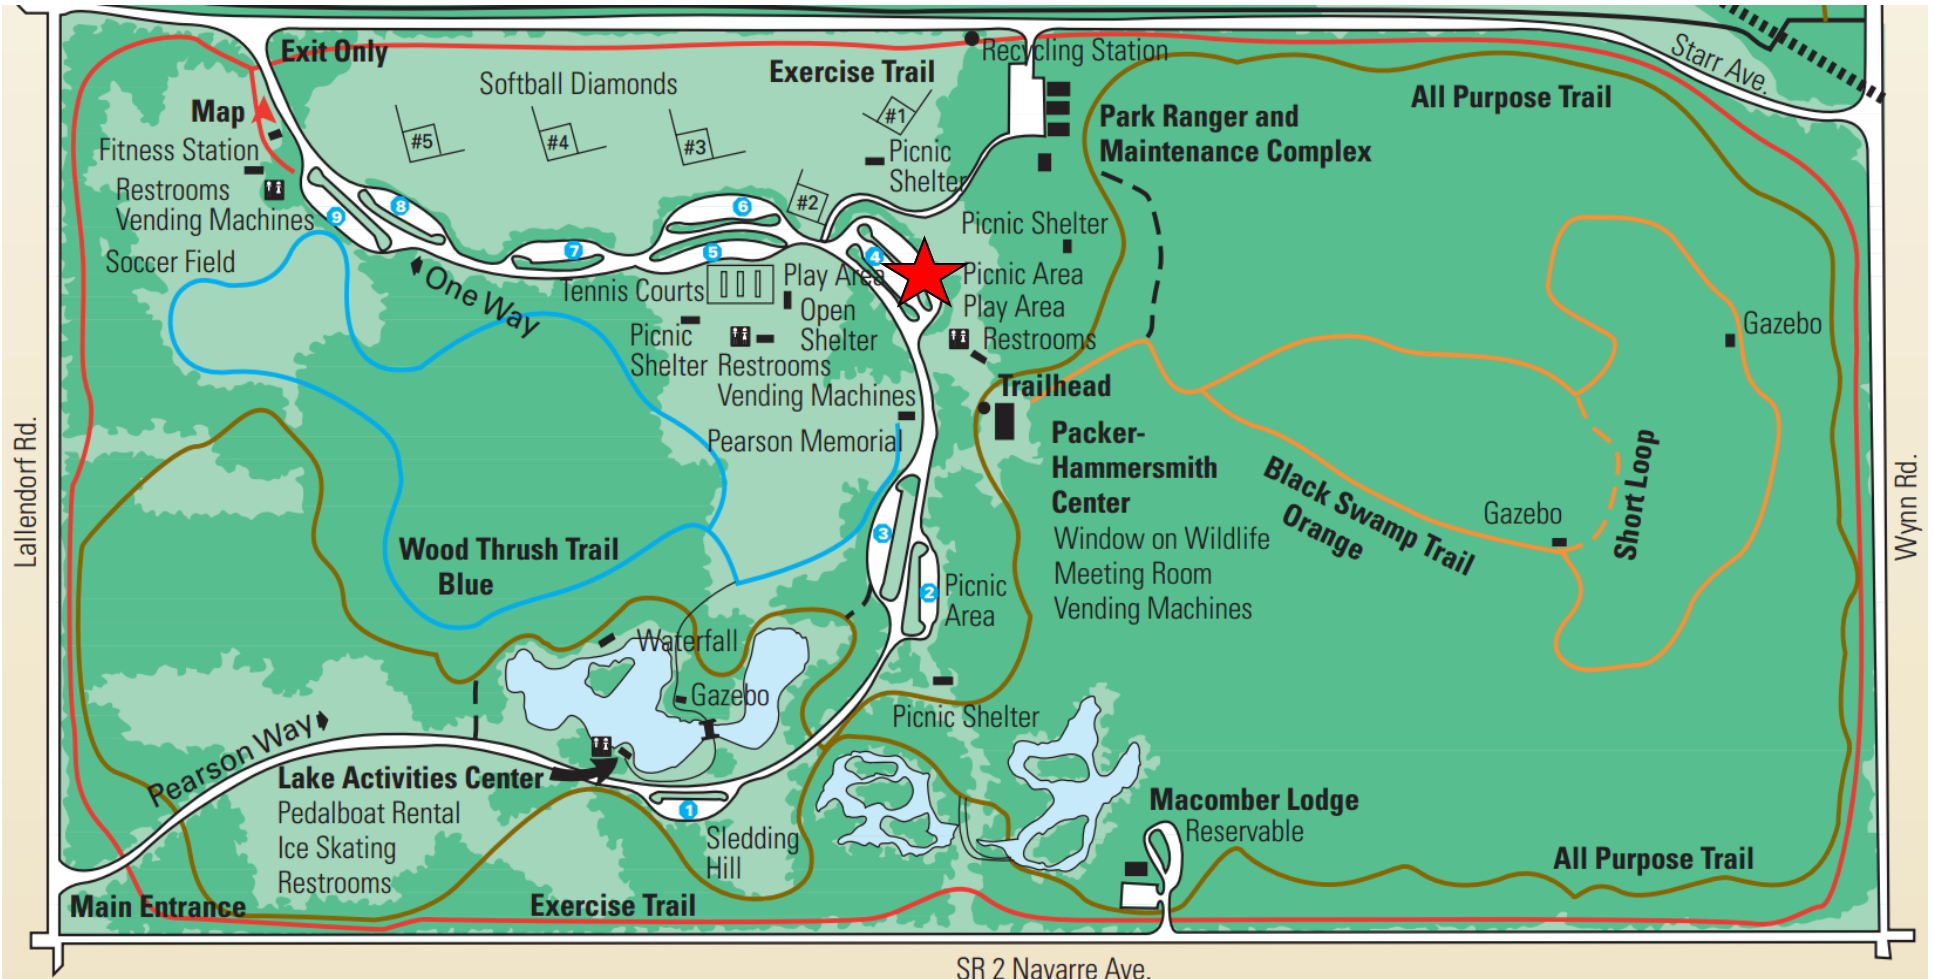 Exit Only
Recycling Station
Starr Ave.
Softball Diamonds
Exercise Trail
All Purpose Trail
Map
#5
#4
#3
#1
Park Ranger and
Maintenance Complex
Fitness Station
Picnic
Shelter
Restrooms
Vending Machines
9
8
6
#2
Picnic Shelter
Soccer Field
7
5
4
One Way
Tennis Courts
Play Area
Open
Shelter
Picnic Area
Play Area
Restrooms
Gazebo
Picnic
Shelter
Restrooms
Vending Machines
Trailhead
Pearson Memorial
Packer-
Hammersmith
Center
Window on Wildlife
Meeting Room
Vending Machines
Black Swamp Trail
Orange
Gazebo
Short Loop
Lallendorf Rd.
Wynn Rd.
Wood Thrush Trail
Blue
3
2
Picnic
Area
Waterfall
Gazebo
Picnic Shelter
Pearson Way
Lake Activities Center
Pedalboat Rental
Ice Skating
Restrooms
1
Sledding
Hill
Macomber Lodge
Reservable
All Purpose Trail
Main Entrance
Exercise Trail
SR 2 Navarre Ave.